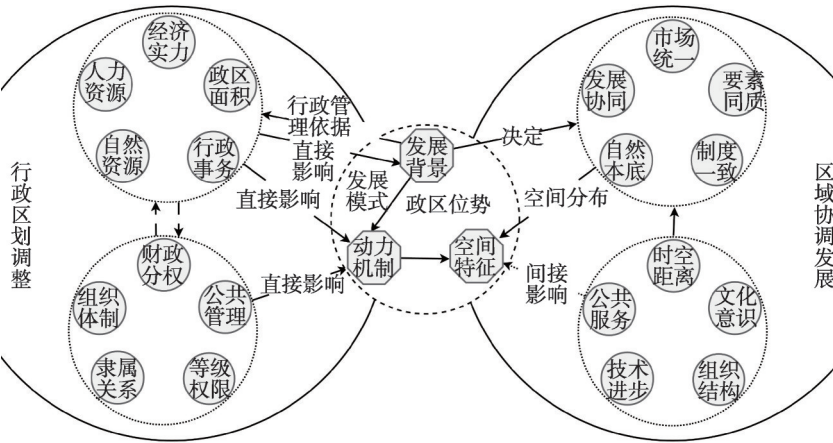 行政区划调整
经济
实力
人力
资源
政区
面积
自然
资源
行政
事务
财政
分权
组织
体制
公共
管理
隶属
关系
等级
权限
行政管
理依据
直接
影响
直接影响
直接影响
发展
背景
发展
模式
政区位势
动力
机制
空间
特征
决定
空间分布
间接
影响
市场
统一
发展
协同
要素
同质
自然
本底
制度
一致
时空
距离
公共
服务
文化
意识
技术
进步
组织
结构
区域协调发展